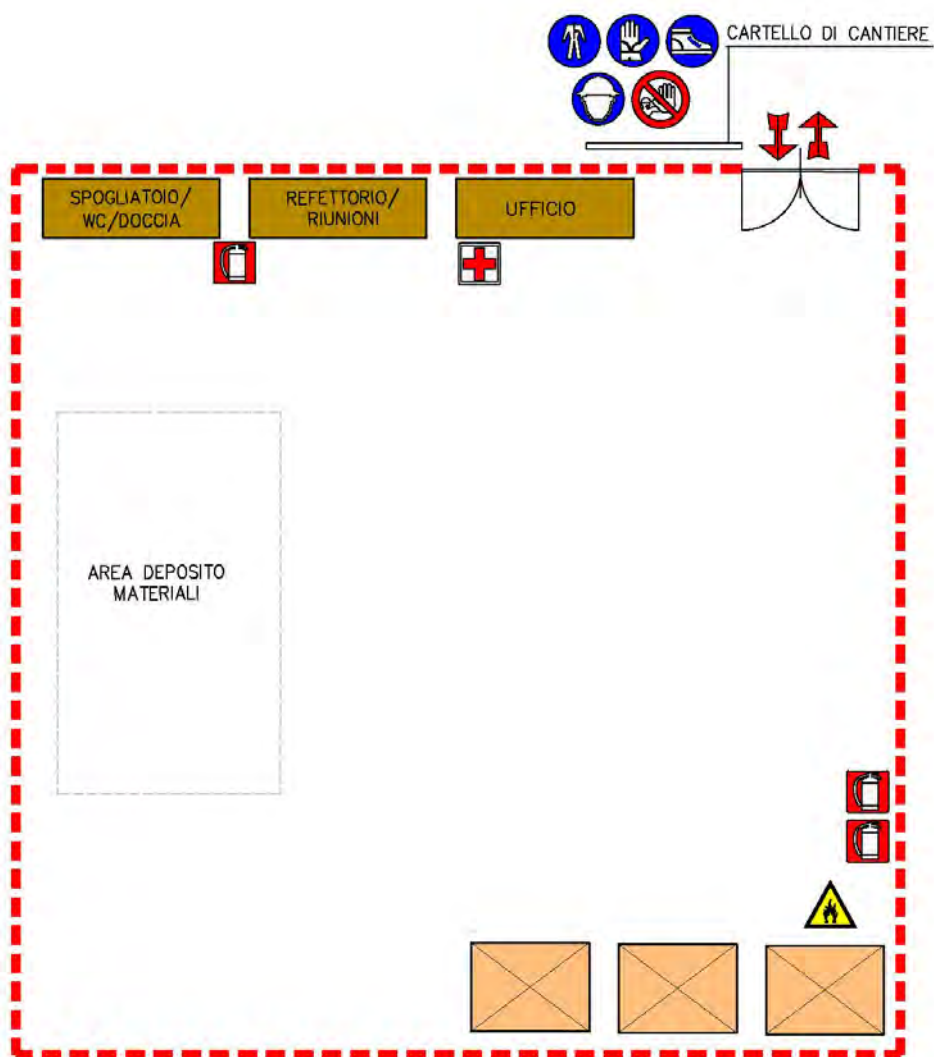 CARTELLO DI CANTIERE
SPOGLIATOIO/
WC/DOCCIA
REFETTORIO/
RIUNIONI
UFFICIO
AREA DEPOSITO
MATERIALI